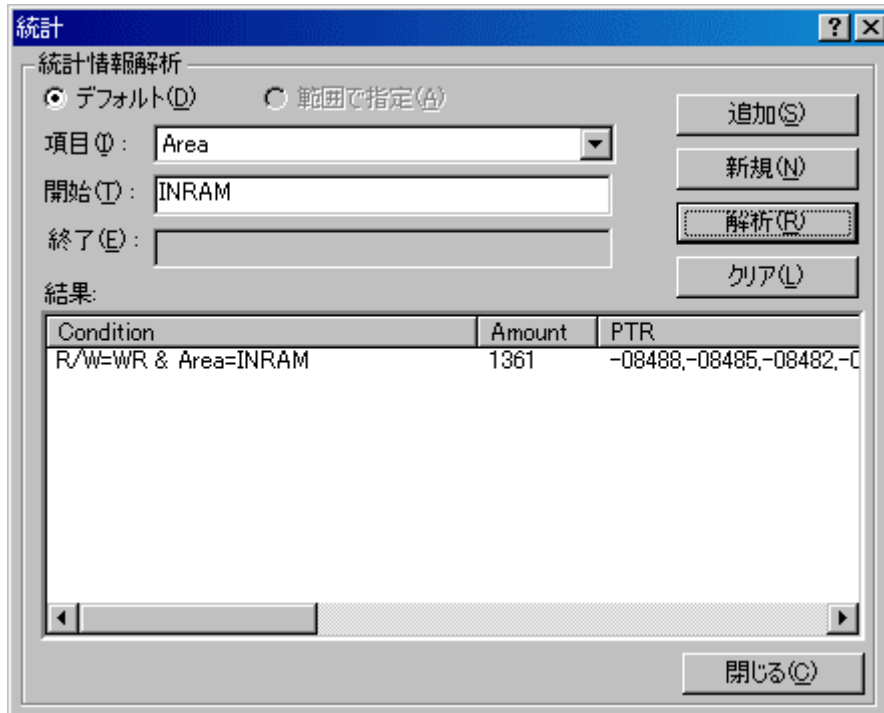 統計
統計情報解析
デフォルト(D) 範囲で指定(A)
追加(S)
項目(I): Area
新規(N)
開始(T): INRAM
解析(R)
終了(E):
クリア(L)
結果:
Condition Amount PTR
R/W=WR & Area=INRAM 1361 -08488,-08485,-08482,-0
閉じる(C)